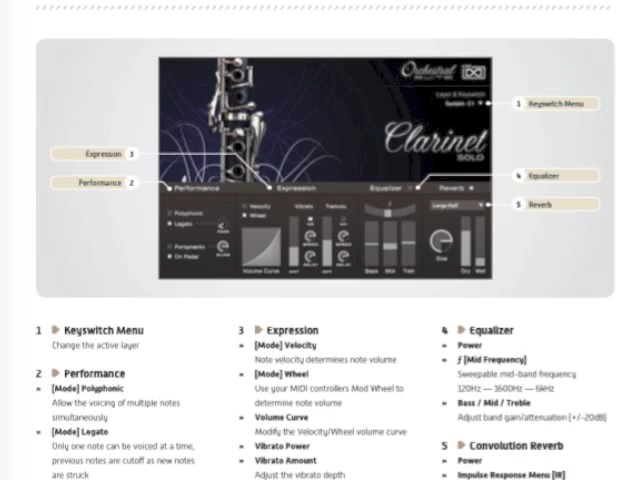 Orchestral
Layer & Keyswitch
Sustain - C1
1 Keyswitch Menu
Clarinet
SOLO
Expression 3
Performance 2
4 Equalizer
5 Reverb
Performance Expression Equalizer Reverb
Polyphonic
Legato
Portamento
On Pedal
Velocity
Wheel
Vibrato Tremolo
Large Hall
Volume Curve
Bass Mid Treb
Size
Dry Wet
1 Keyswitch Menu
Change the active layer
2 Performance
» [Mode] Polyphonic
Allow the voicing of multiple notes
simultaneously
» [Mode] Legato
Only one note can be voiced at a time,
previous notes are cutoff as new notes
are struck
3 Expression
» [Mode] Velocity
Note velocity determines note volume
» [Mode] Wheel
Use your MIDI controllers Mod Wheel to
determine note volume
» Volume Curve
Modify the Velocity/Wheel volume curve
» Vibrato Power
» Vibrato Amount
Adjust the vibrato depth
4 Equalizer
» Power
» ƒ [Mid Frequency]
Sweepable mid-band frequency
120Hz — 1600Hz — 6kHz
» Bass / Mid / Treble
Adjust band gain/attenuation [+/-20dB]
5 Convolution Reverb
» Power
» Impulse Response Menu [IR]